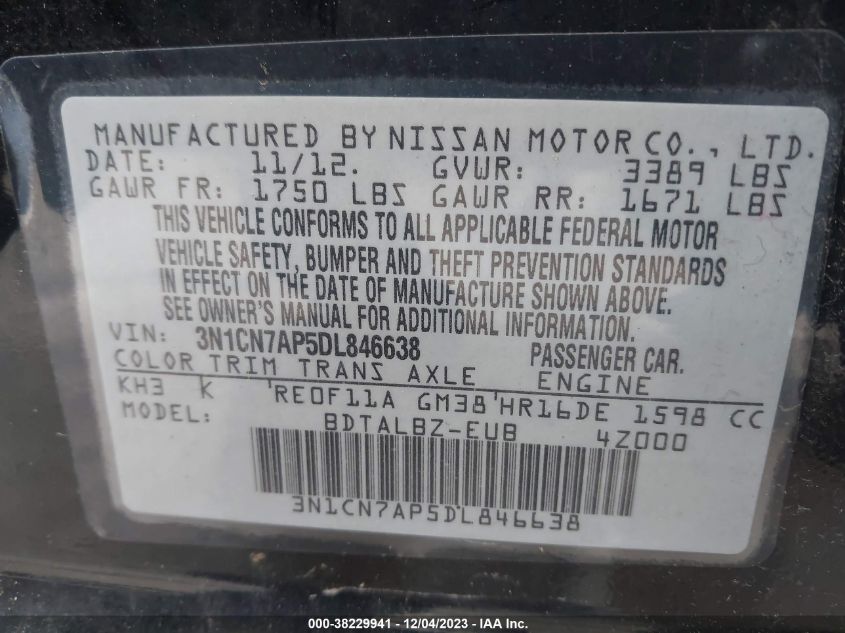 MANUFACTURED BY NISSAN MOTOR CO., LTD.
DATE: 11/12. GVWR: 3389 LBS
GAWR FR: 1750 LBS GAWR RR: 1671 LBS
THIS VEHICLE CONFORMS TO ALL APPLICABLE FEDERAL MOTOR
VEHICLE SAFETY, BUMPER AND THEFT PREVENTION STANDARDS
IN EFFECT ON THE DATE OF MANUFACTURE SHOWN ABOVE.
SEE OWNER'S MANUAL FOR ADDITIONAL INFORMATION.
VIN: 3N1CN7AP5DL846638 PASSENGER CAR.
COLOR TRIM TRANS AXLE ENGINE
KH3 K 'RE0F11A GM38'HR16DE 1598 CC
MODEL: BDTALBZ-EUB 4Z000
3N1CN7AP5DL846638
000-38229941 - 12/04/2023 - IAA Inc.